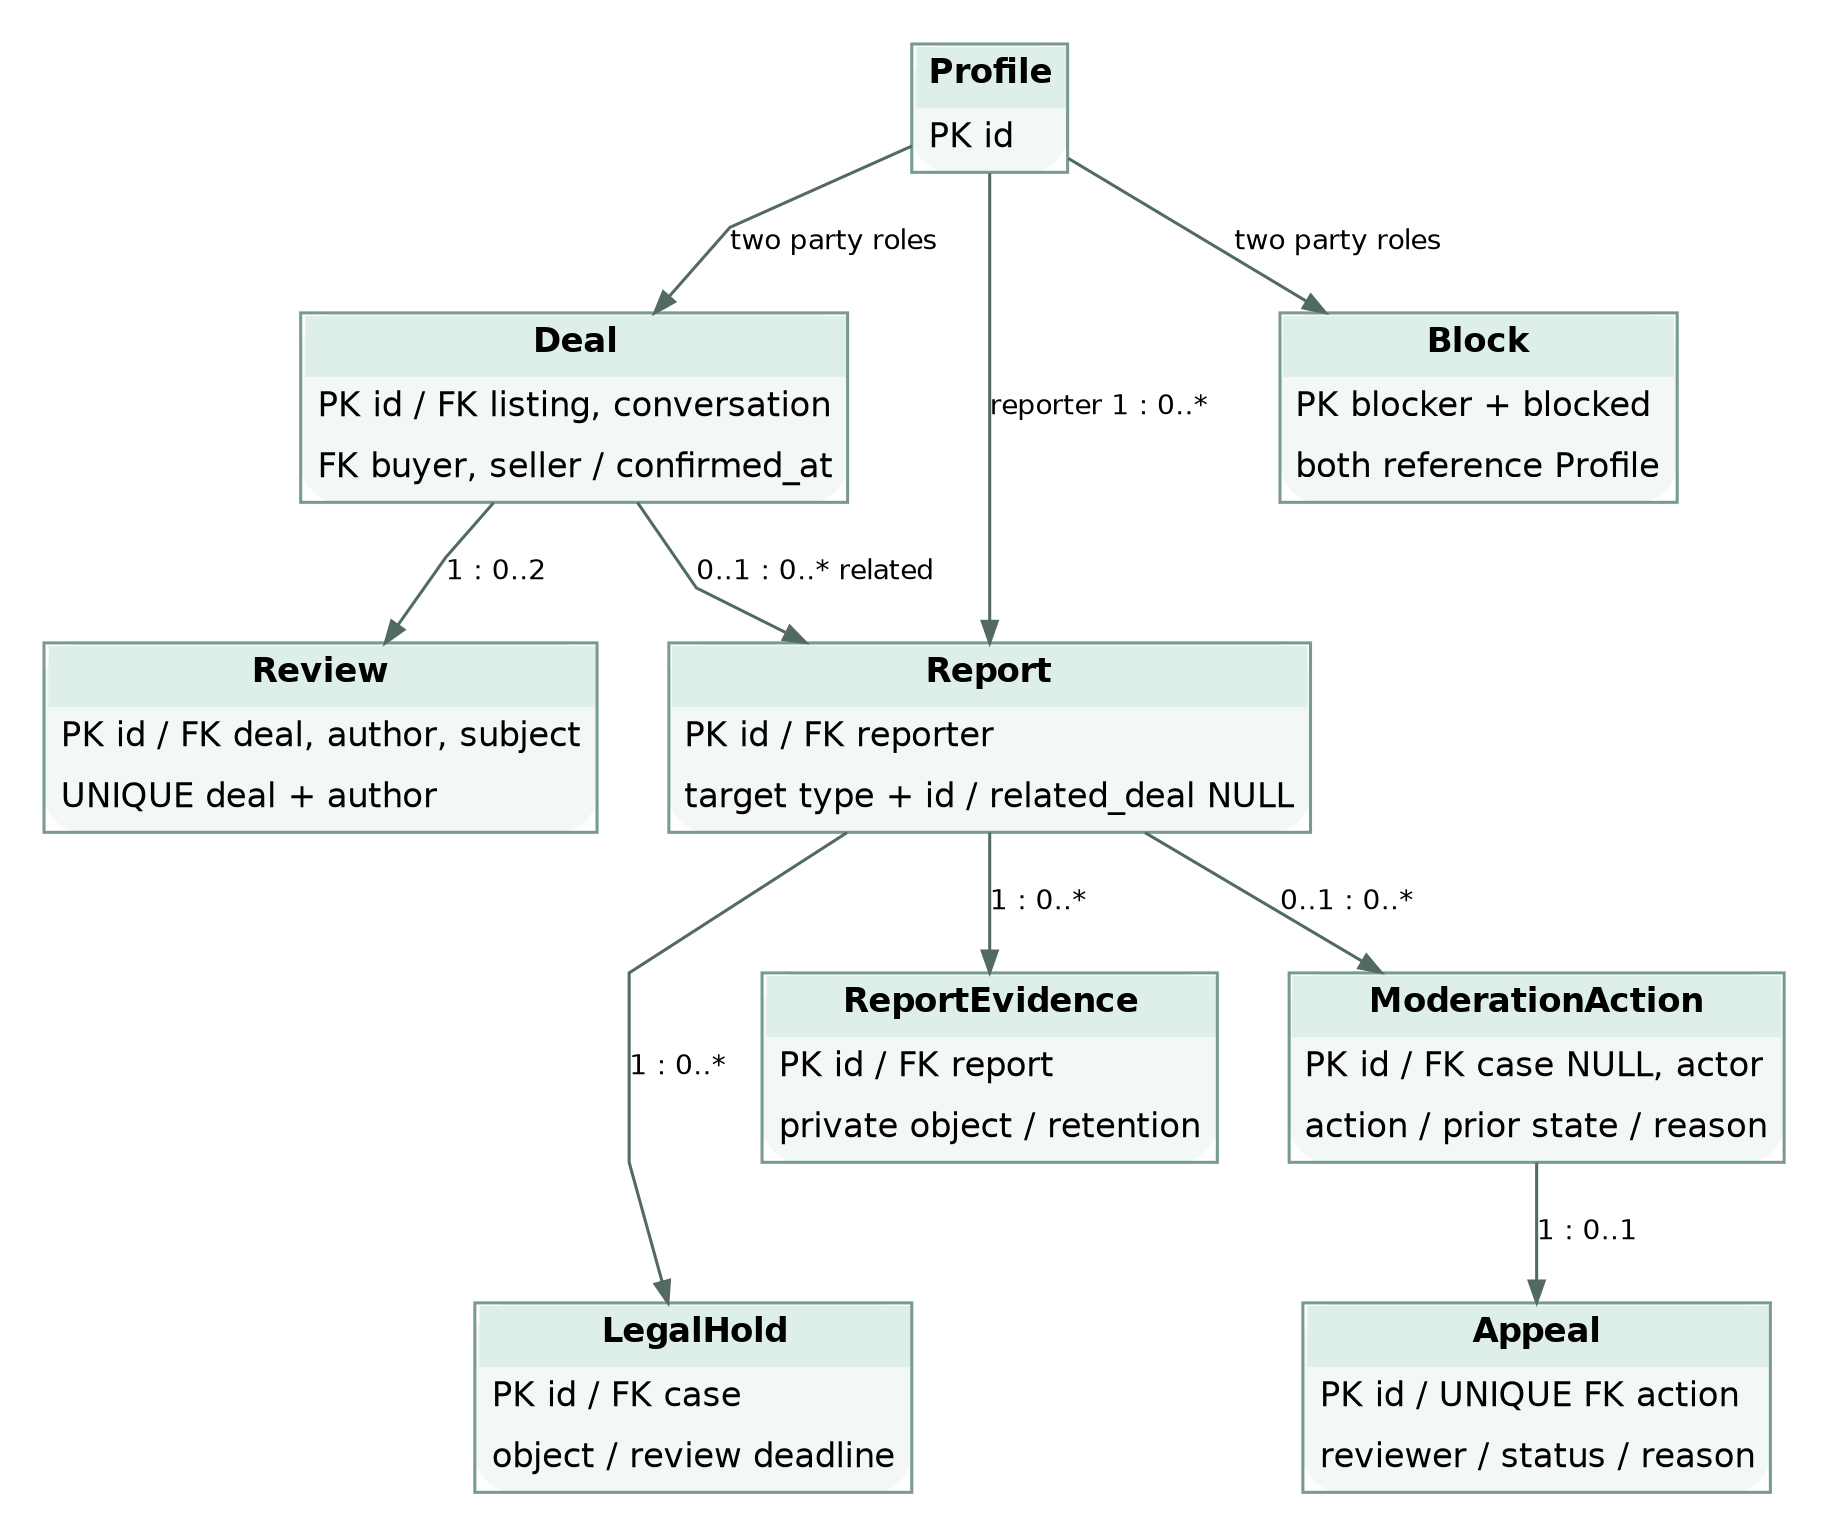 Profile
PK id
two party roles
two party roles
Deal
PK id / FK listing, conversation
FK buyer, seller / confirmed_at
reporter 1 : 0..*
Block
PK blocker + blocked
both reference Profile
1 : 0..2
0..1 : 0..* related
Review
PK id / FK deal, author, subject
UNIQUE deal + author
Report
PK id / FK reporter
target type + id / related_deal NULL
1 : 0..*
0..1 : 0..*
1 : 0..*
ReportEvidence
PK id / FK report
private object / retention
ModerationAction
PK id / FK case NULL, actor
action / prior state / reason
1 : 0..1
LegalHold
PK id / FK case
object / review deadline
Appeal
PK id / UNIQUE FK action
reviewer / status / reason